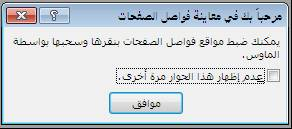 مرحباً بك في معاينة فواصل الصفحات
يمكنك ضبط مواقع فواصل الصفحات بنقرها وسحبها بواسطة
الماوس.
عدم إظهار هذا الحوار مرة أخرى.
موافق